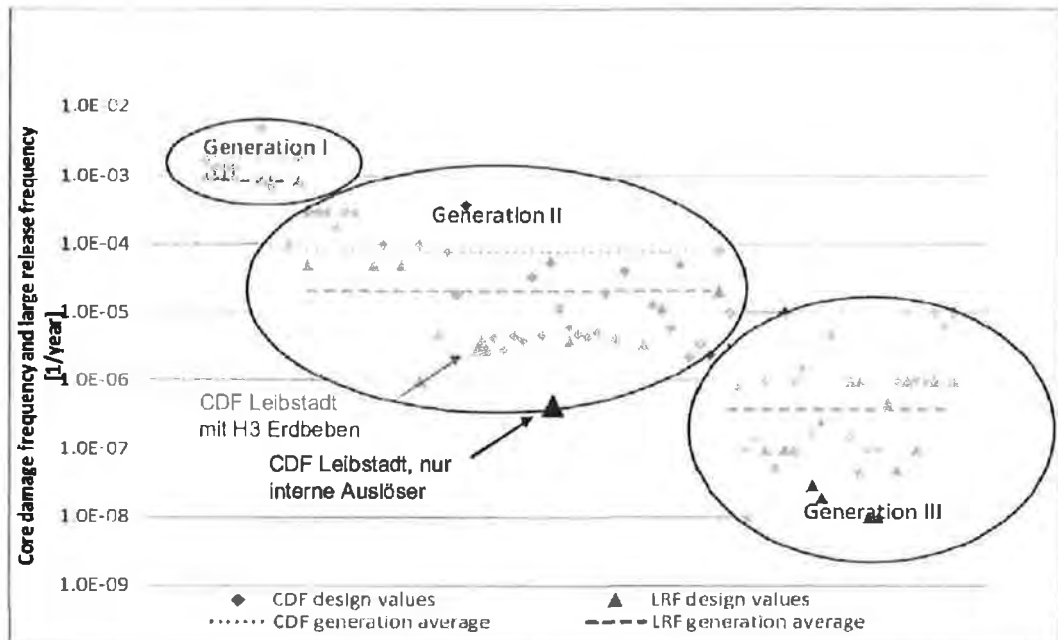 Core damage frequency and large release frequency
[1/year]
1.0E-02
1.0E-03
1.0E-04
1.0E-05
1.0E-06
1.0E-07
1.0E-08
1.0E-09
Generation I
Generation II
CDF Leibstadt
mit H3 Erdbeben
CDF Leibstadt, nur
interne Auslöser
Generation III
CDF design values
LRF design values
CDF generation average
LRF generation average